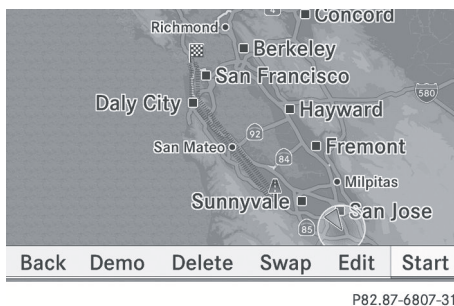 4
Concord
Richmond
Berkeley
San Francisco
580
Daly City
Hayward
92
San Mateo
84
Fremont
Milpitas
Sunnyvale
San Jose
85
Back Demo Delete Swap Edit Start
P82.87-6807-31